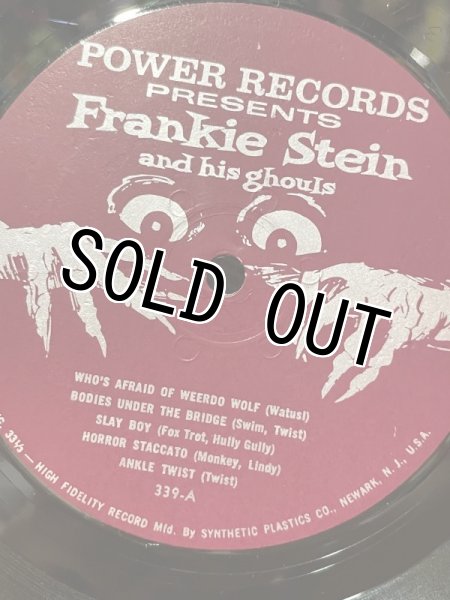 POWER RECORDS
PRESENTS
Frankie Stein
and his ghouls
SOLD OUT
WHO'S AFRAID OF WEERDO WOLF (Watusi)
BODIES UNDER THE BRIDGE (Swim, Twist)
SLAY BOY (Fox Trot, Hully Gully)
HORROR STACCATO (Monkey, Lindy)
ANKLE TWIST (Twist)
339-A
33⅓ — HIGH FIDELITY RECORD Mfd. By SYNTHETIC PLASTICS CO., NEWARK, N. J., U.S.A.